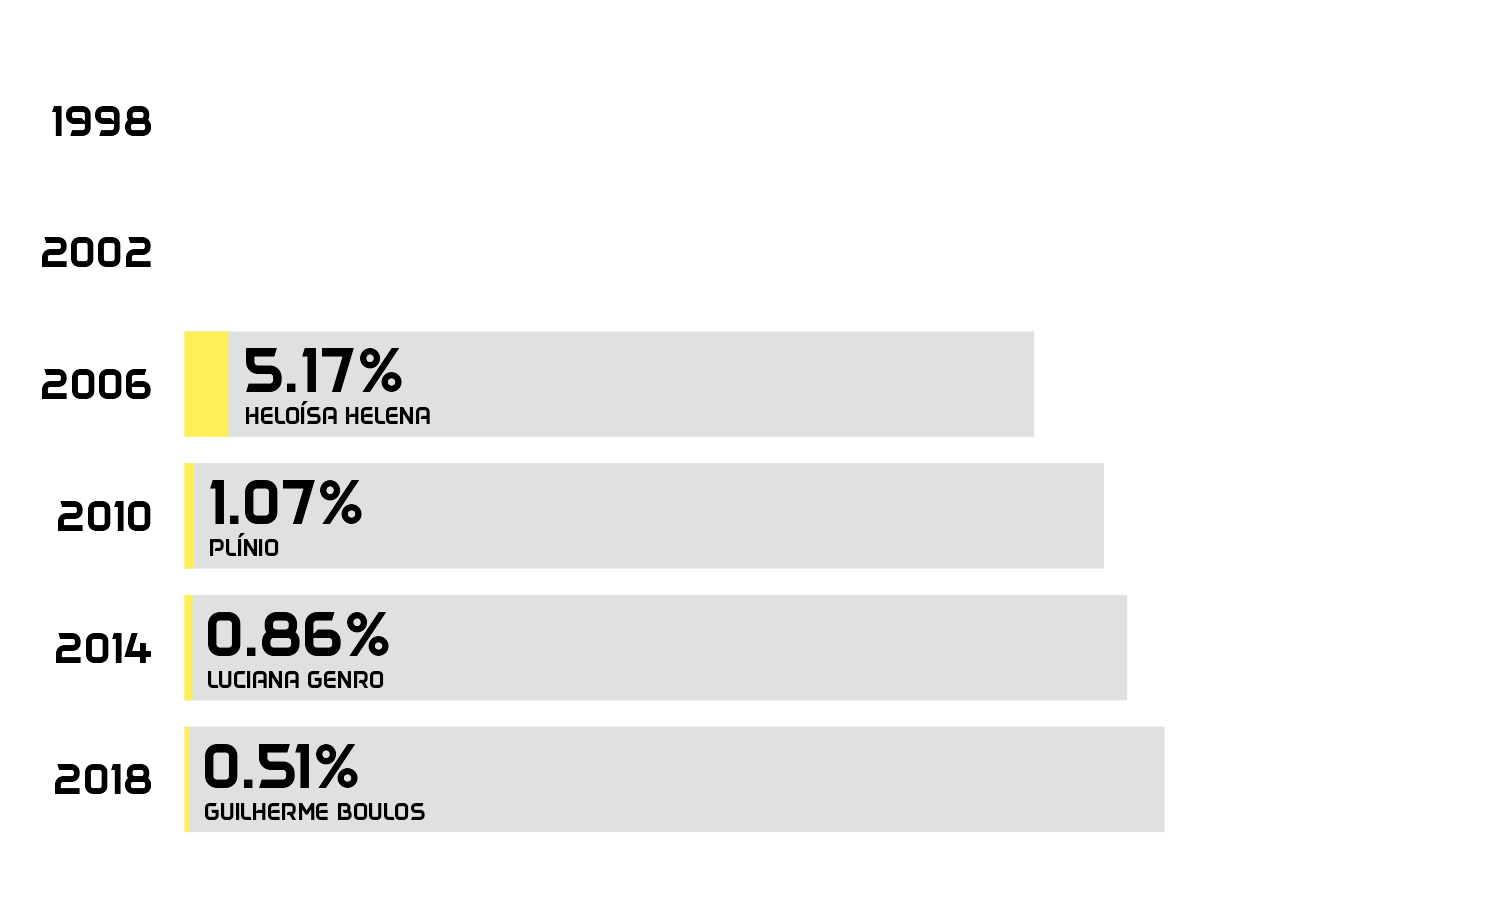 1998
2002
2006
5.17%
HELOÍSA HELENA
2010
1.07%
PLÍNIO
2014
0.86%
LUCIANA GENRO
2018
0.51%
GUILHERME BOULOS